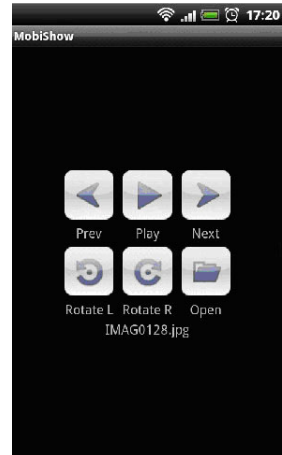 17:20
MobiShow
Prev Play Next
Rotate L Rotate R Open
IMAG0128.jpg